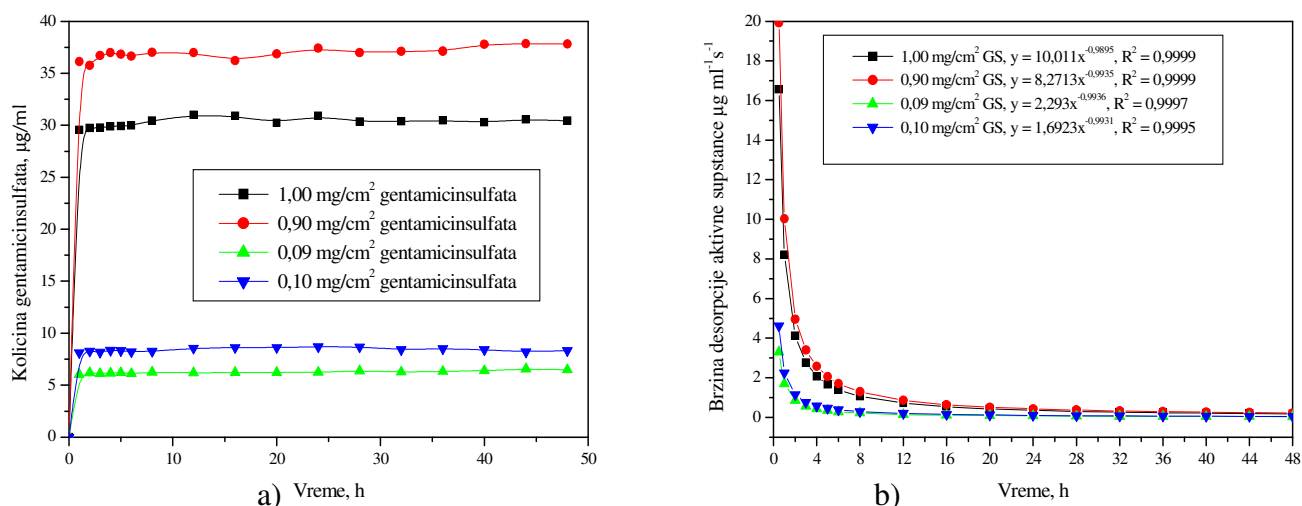 40
35
30
25
20
15
10
5
0
Kolicina gentamicinsulfata, µg/ml
1,00 mg/cm² gentamicinsulfata
0,90 mg/cm² gentamicinsulfata
0,09 mg/cm² gentamicinsulfata
0,10 mg/cm² gentamicinsulfata
0 10 20 30 40 50
Vreme, h
a)
20
18
16
14
12
10
8
6
4
2
0
Brzina desorpcije aktivne supstance µug ml⁻¹ s⁻¹
1,00 mg/cm² GS, y = 10,011x⁻⁰,⁹⁸⁹⁵, R² = 0,9999
0,90 mg/cm² GS, y = 8,2713x⁻⁰,⁹⁹³⁵, R² = 0,9999
0,09 mg/cm² GS, y = 2,293x⁻⁰,⁹⁹³⁶, R² = 0,9997
0,10 mg/cm² GS, y = 1,6923x⁻⁰,⁹⁹³¹, R² = 0,9995
0 4 8 12 16 20 24 28 32 36 40 44 48
Vreme, h
b)